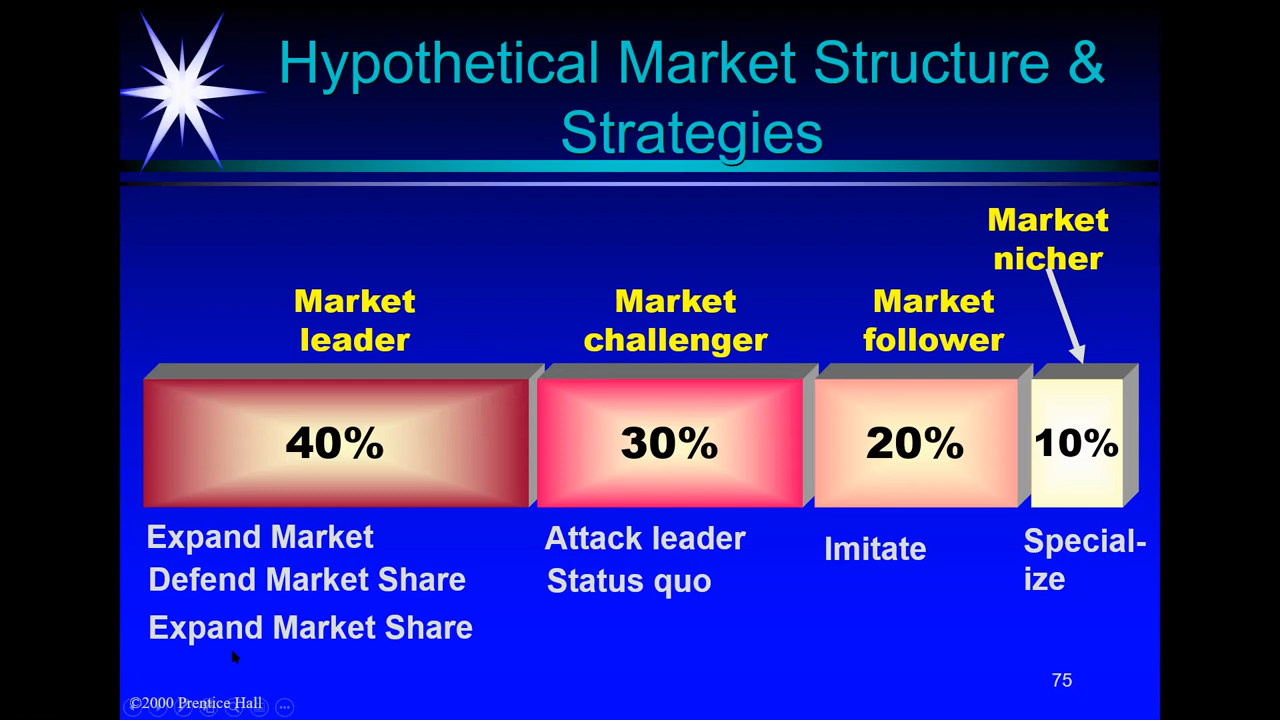 Hypothetical Market Structure &
Strategies
Market
nicher
Market
leader
Market
challenger
Market
follower
40%
30%
20%
10%
Expand Market
Defend Market Share
Expand Market Share
Attack leader
Status quo
Imitate
Special-
ize
75
©2000 Prentice Hall